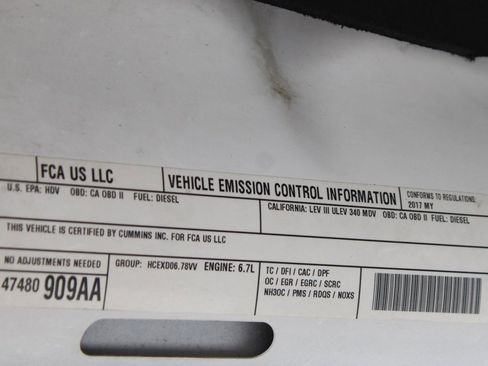 FCA US LLC
VEHICLE EMISSION CONTROL INFORMATION
CONFORMS TO REGULATIONS:
2017 MY
U.S. EPA: HDV OBD: CA OBD II FUEL: DIESEL
CALIFORNIA: LEV III ULEV 340 MDV OBD: CA OBD II FUEL: DIESEL
THIS VEHICLE IS CERTIFIED BY CUMMINS INC. FOR FCA US LLC
NO ADJUSTMENTS NEEDED
47480 909AA
GROUP: HCEXD06.78VV ENGINE: 6.7L
TC / DFI / CAC / DPF
OC / EGR / EGRC / SCRC
NH3OC / PMS / RDQS / NOXS